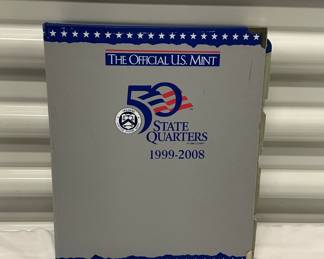 THE OFFICIAL U.S. MINT
50
STATE
QUARTERS
1999-2008